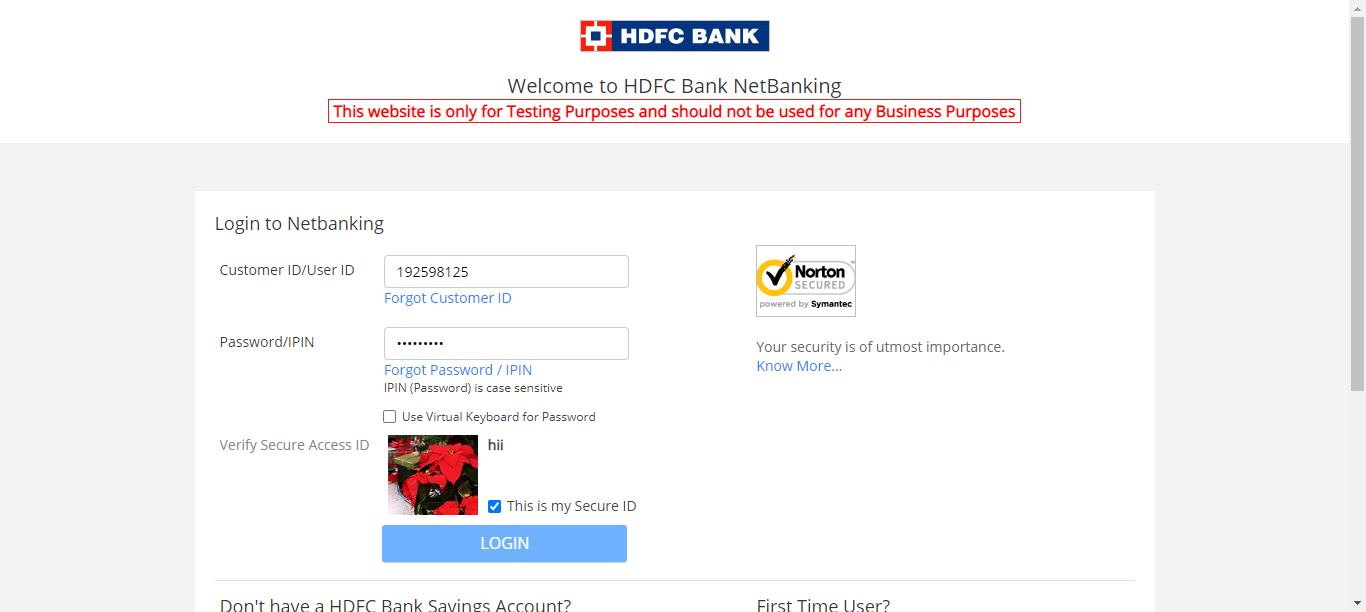 HDFC BANK
Welcome to HDFC Bank NetBanking
This website is only for Testing Purposes and should not be used for any Business Purposes
Login to Netbanking
Customer ID/User ID
192598125
Forgot Customer ID
Password/IPIN
•••••••••
Forgot Password / IPIN
IPIN (Password) is case sensitive
Use Virtual Keyboard for Password
Verify Secure Access ID
hii
This is my Secure ID
LOGIN
Norton
SECURED
powered by Symantec
Your security is of utmost importance.
Know More...
Don't have a HDFC Bank Savings Account?
First Time User?